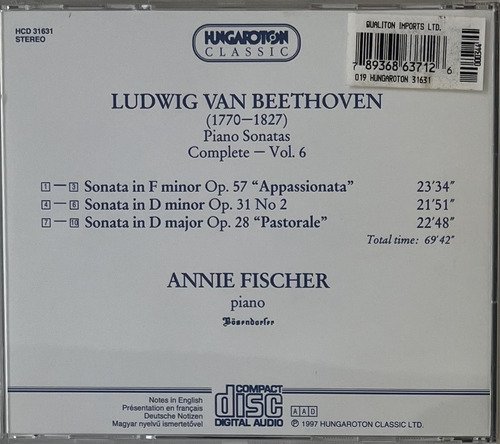 HCD 31631
STEREO
HUNGAROTON
CLASSIC
QUALITON IMPORTS LTD.
7 89368 63712 6
019 HUNGAROTON 31631
LUDWIG VAN BEETHOVEN
(1770–1827)
Piano Sonatas
Complete – Vol. 6
1 – 3 Sonata in F minor Op. 57 “Appassionata” 23’34”
4 – 6 Sonata in D minor Op. 31 No 2 21’51”
7 – 10 Sonata in D major Op. 28 “Pastorale” 22’48”
Total time: 69’42”
ANNIE FISCHER
piano
Bösendorfer
Notes in English
Présentation en français
Deutsche Notizen
Magyar nyelvű ismertetővel
COMPACT
disc
DIGITAL AUDIO
AAD
℗ 1997 HUNGAROTON CLASSIC LTD.